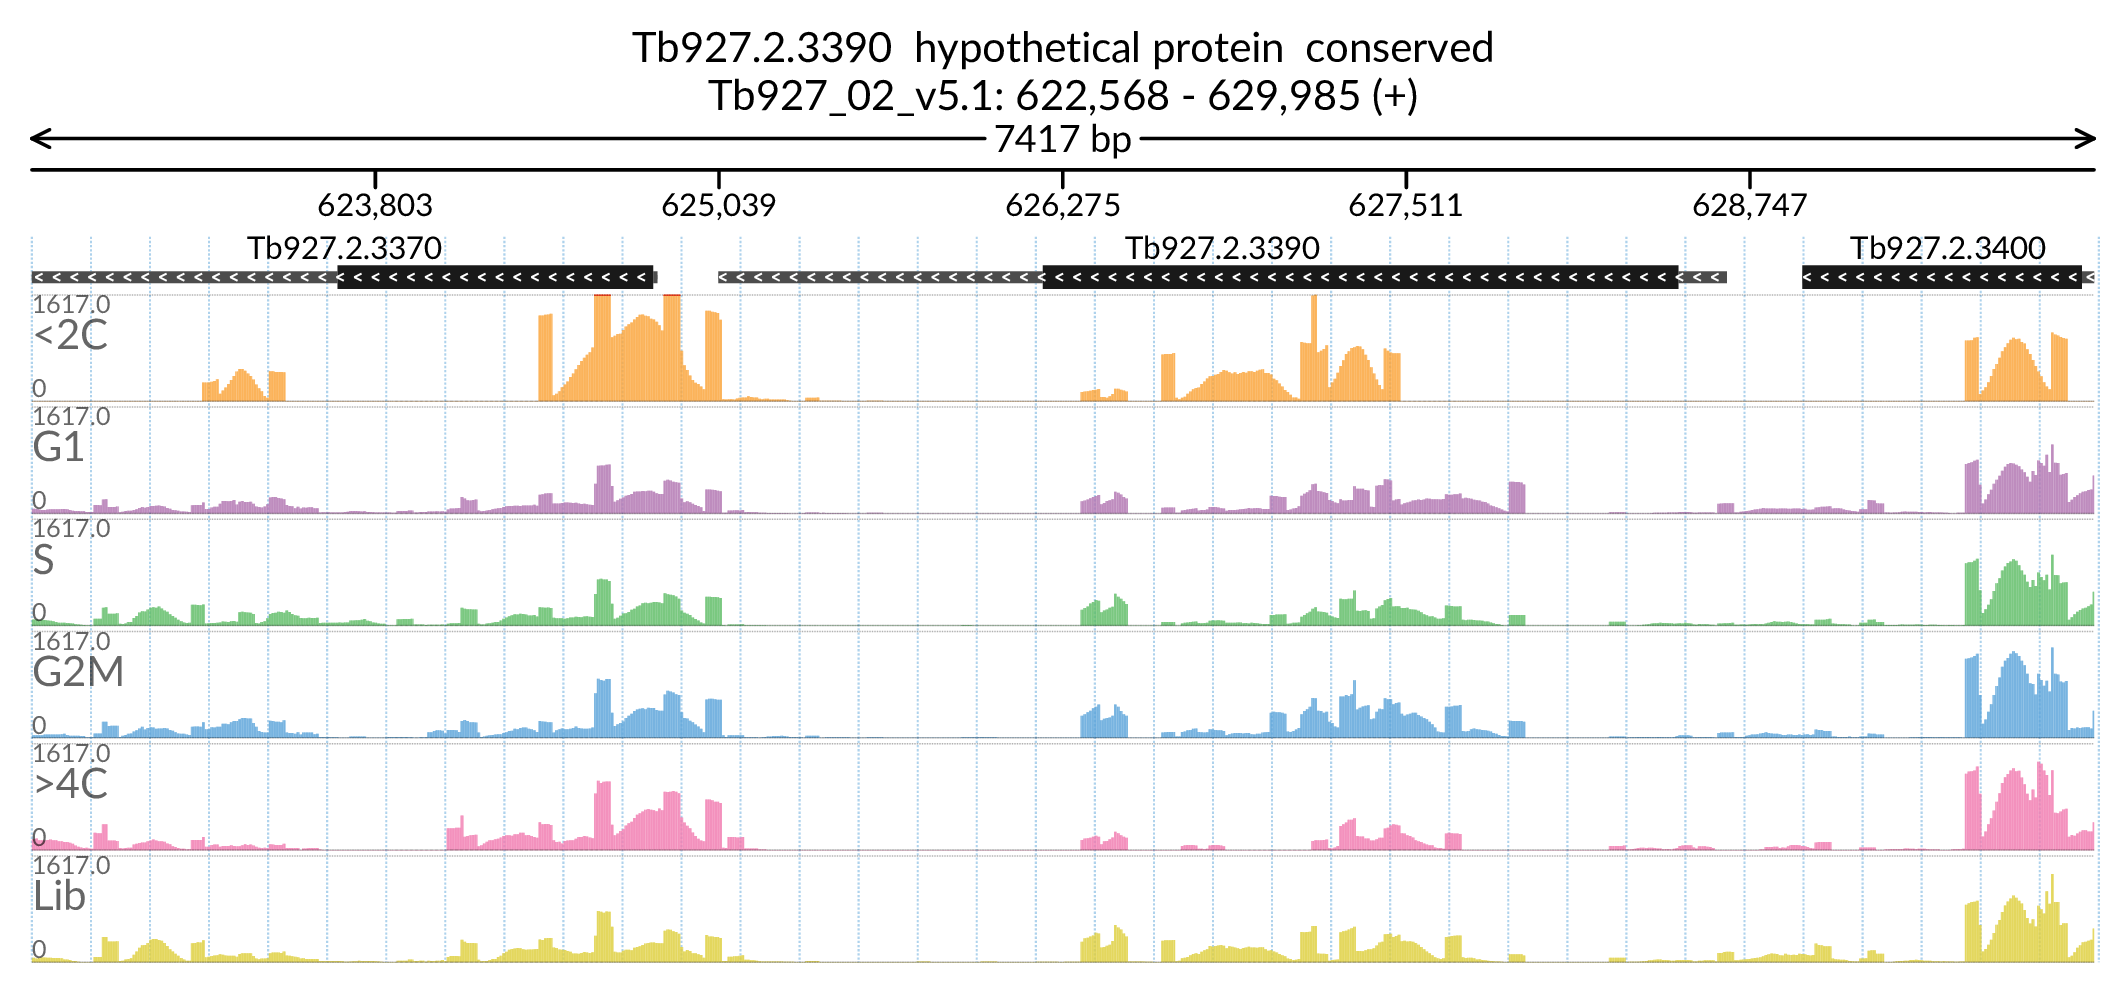 Tb927.2.3390 hypothetical protein conserved
Tb927_02_v5.1: 622,568 - 629,985 (+)
7417 bp
623,803 625,039 626,275 627,511 628,747
Tb927.2.3370 Tb927.2.3390 Tb927.2.3400
1617.0
<2C
0
1617.0
G1
0
1617.0
S
0
1617.0
G2M
0
1617.0
>4C
0
1617.0
Lib
0